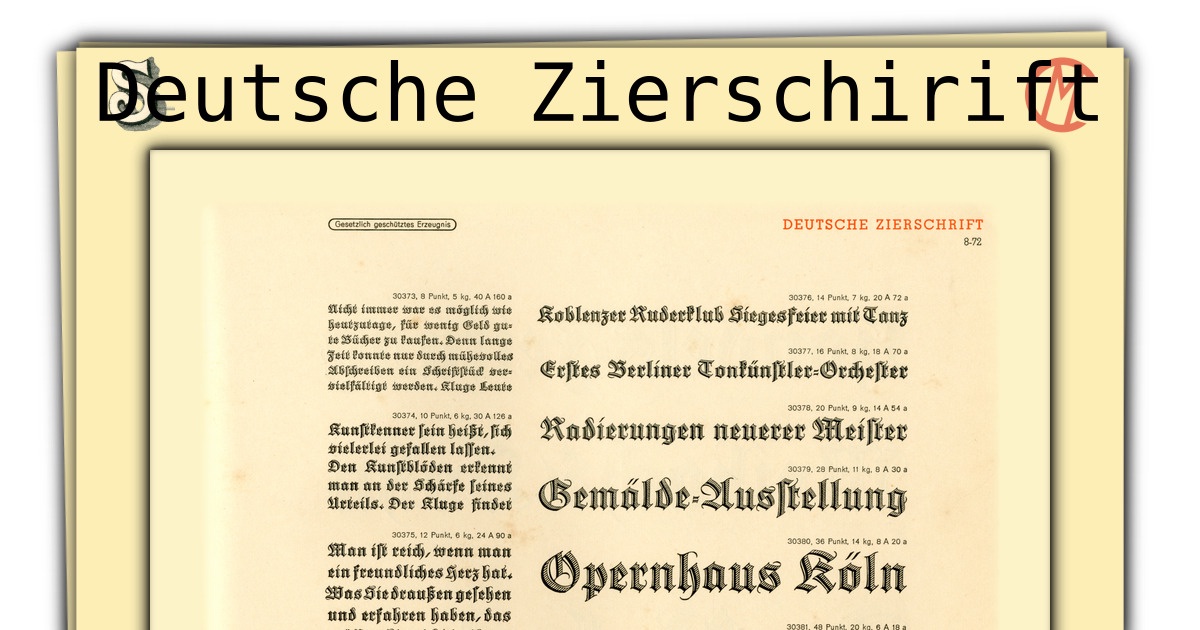 Deutsche Zierschirift
Gesetzlich geschütztes Erzeugnis
DEUTSCHE ZIERSCHRIFT
8-72
30373, 8 Punkt, 5 kg, 40 A 160 a
Nicht immer war es möglich wie
heutzutage, für wenig Geld gu-
te Bücher zu kaufen. Denn lange
Zeit konnte nur durch mühevolles
Abschreiben ein Schriftstück ver-
vielfältigt werden. Kluge Leute
30374, 10 Punkt, 6 kg, 30 A 126 a
Kunstkenner sein heißt, sich
vielerlei gefallen lassen.
Den Kunstblöden erkennt
man an der Schärfe seines
Urteils. Der Kluge findet
30375, 12 Punkt, 6 kg, 24 A 90 a
Man ist reich, wenn man
ein freundliches Herz hat.
Was Sie draußen gesehen
und erfahren haben, das
30376, 14 Punkt, 7 kg, 20 A 72 a
Koblenzer Ruderklub Siegesfeier mit Tanz
30377, 16 Punkt, 8 kg, 18 A 70 a
Erstes Berliner Tonkünstler-Orchester
30378, 20 Punkt, 9 kg, 14 A 54 a
Radierungen neuerer Meister
30379, 28 Punkt, 11 kg, 8 A 30 a
Gemälde-Ausstellung
30380, 36 Punkt, 14 kg, 8 A 20 a
Opernhaus Köln
30381, 48 Punkt, 20 kg, 6 A 18 a